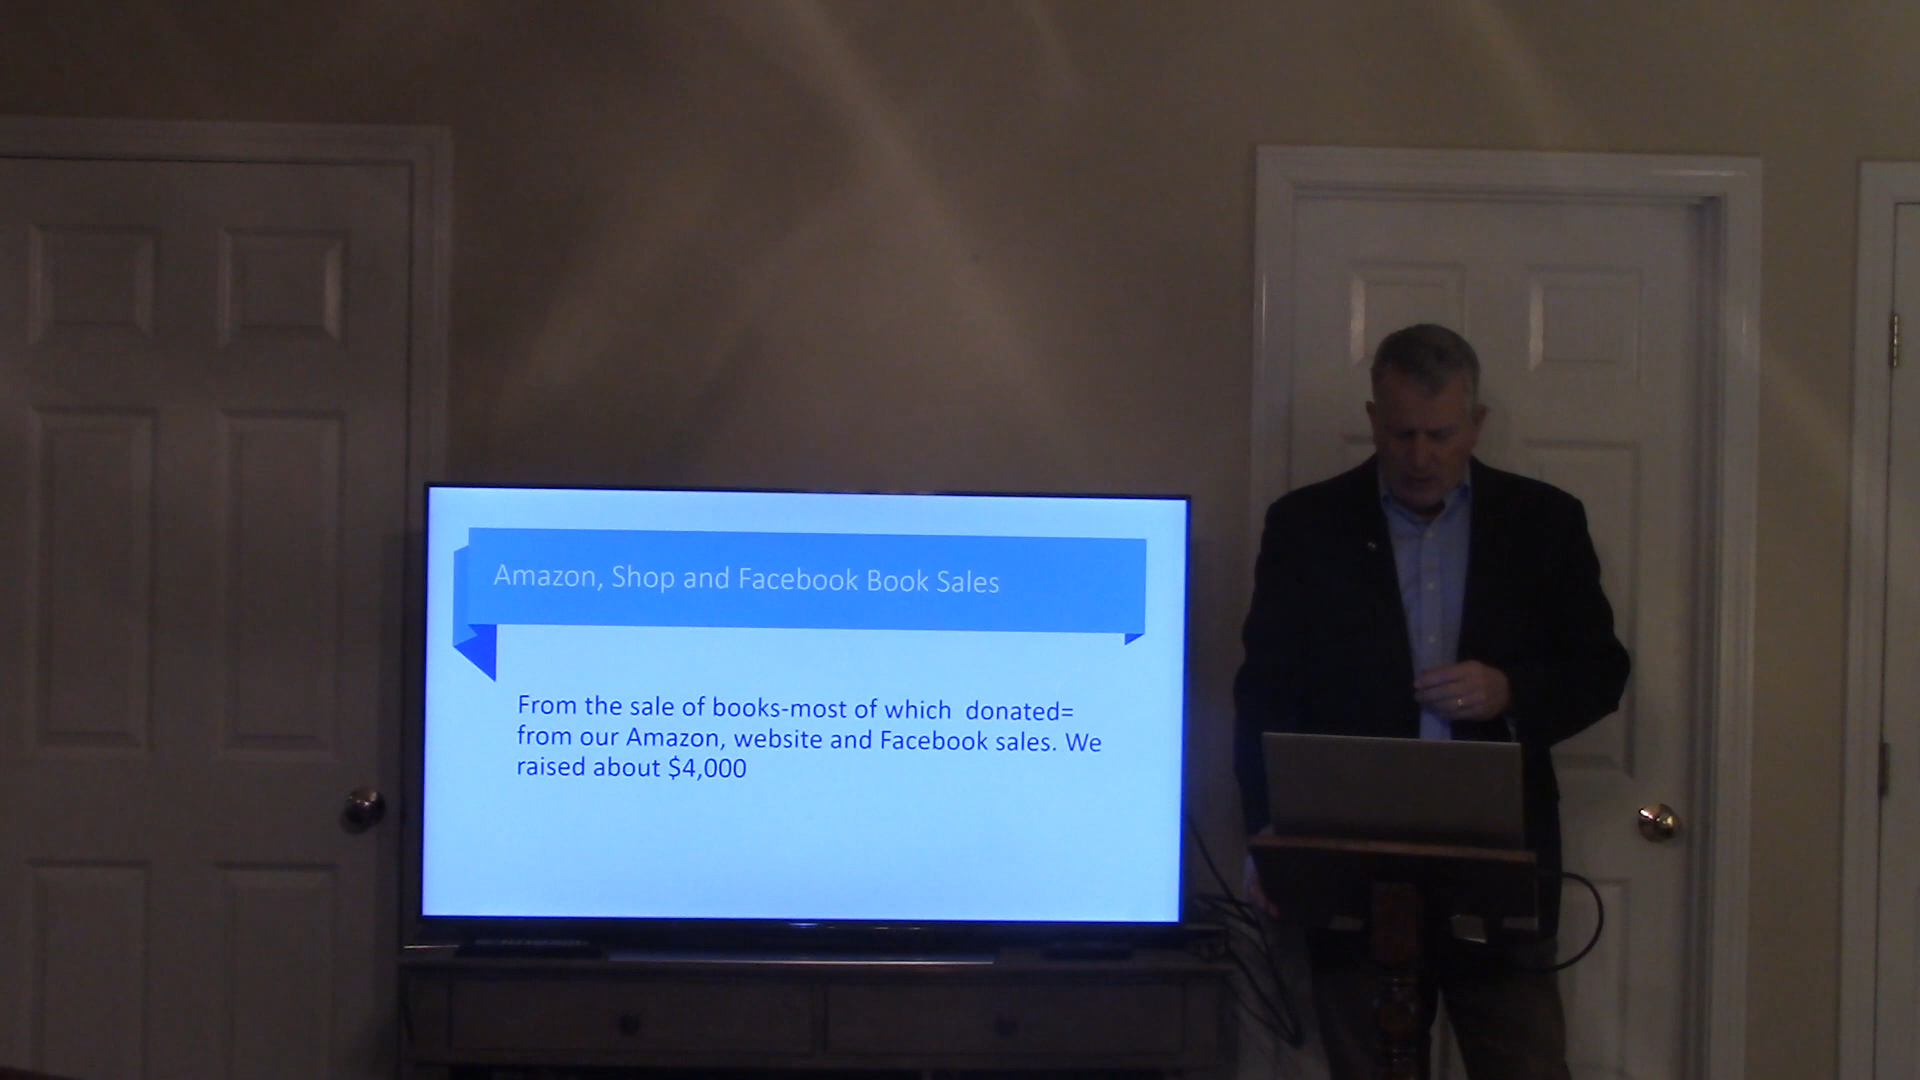 Amazon, Shop and Facebook Book Sales
From the sale of books-most of which  donated=
from our Amazon, website and Facebook sales. We
raised about $4,000